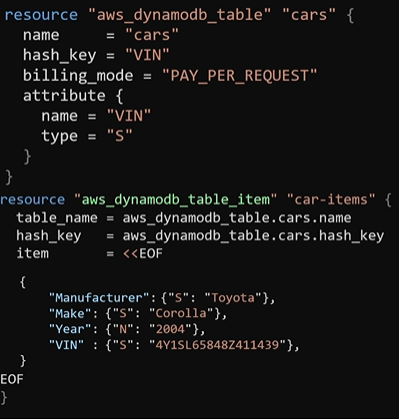 resource "aws_dynamodb_table" "cars" {
  name     = "cars"
  hash_key = "VIN"
  billing_mode = "PAY_PER_REQUEST"
  attribute {
    name = "VIN"
    type = "S"
  }
}
resource "aws_dynamodb_table_item" "car-items" {
  table_name = aws_dynamodb_table.cars.name
  hash_key   = aws_dynamodb_table.cars.hash_key
  item       = <<EOF
  {
      "Manufacturer": {"S": "Toyota"},
      "Make": {"S": "Corolla"},
      "Year": {"N": "2004"},
      "VIN" : {"S": "4Y1SL65848Z411439"},
  }
EOF
}